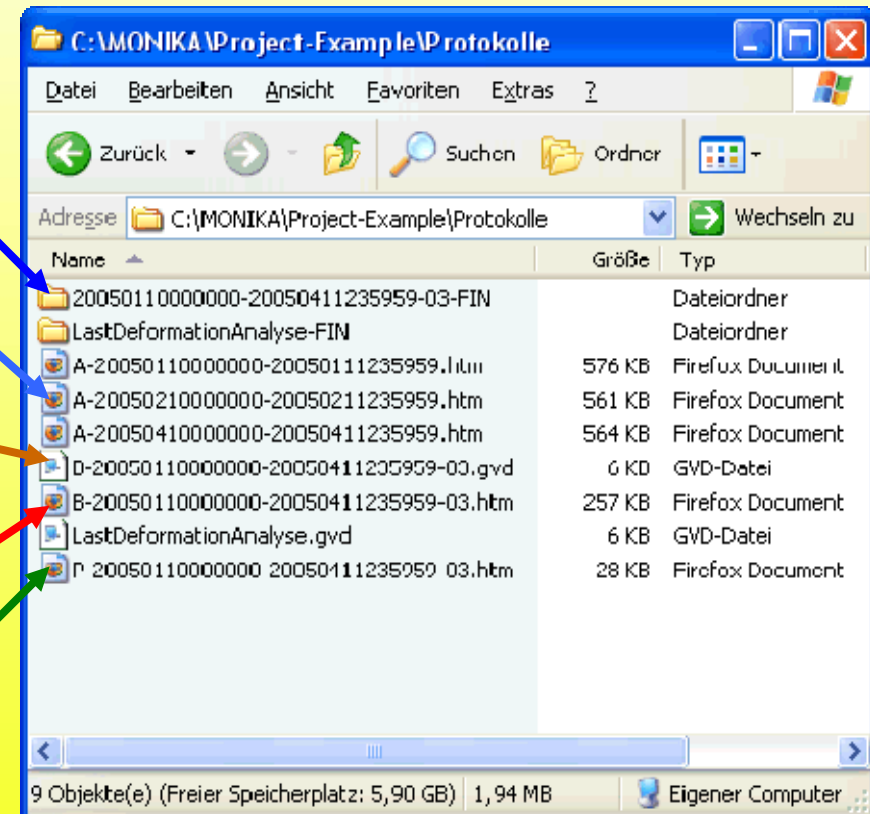 C:\MONIKA\Project-Example\Protokolle
Datei Bearbeiten Ansicht Favoriten Extras ?
Zurück Suchen Ordner
Adresse C:\MONIKA\Project-Example\Protokolle Wechseln zu
Name Größe Typ
20050110000000-20050411235959-03-FIN Dateiordner
LastDeformationAnalyse-FIN Dateiordner
A-20050110000000-20050111235959.htm 576 KB Firefox Document
A-20050210000000-20050211235959.htm 561 KB Firefox Document
A-20050410000000-20050411235959.htm 564 KB Firefox Document
B-20050110000000-20050411235959-03.gvd 6 KB GVD-Datei
B-20050110000000-20050411235959-03.htm 257 KB Firefox Document
LastDeformationAnalyse.gvd 6 KB GVD-Datei
28 KB Firefox Document
9 Objekte(e) (Freier Speicherplatz: 5,90 GB) 1,94 MB Eigener Computer